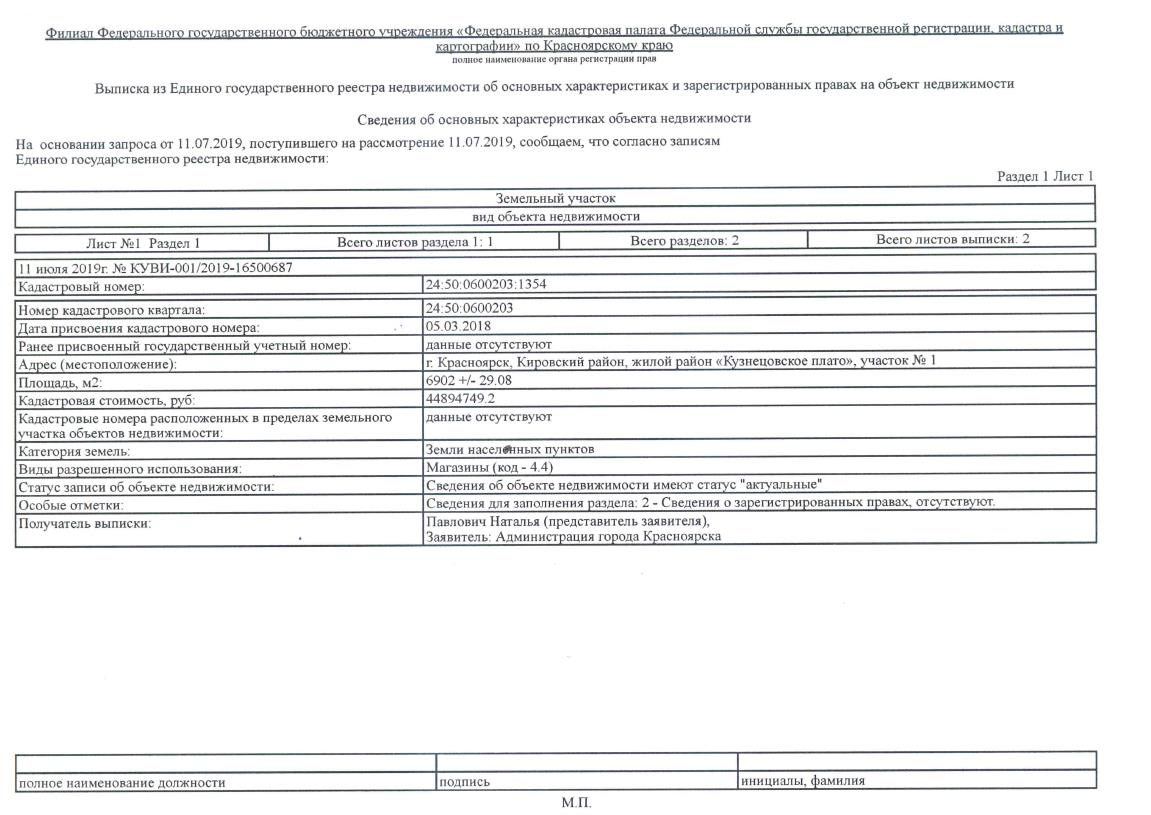 Филиал Федерального государственного бюджетного учреждения «Федеральная кадастровая палата Федеральной службы государственной регистрации, кадастра и
картографии» по Красноярскому краю
полное наименование органа регистрации прав
Выписка из Единого государственного реестра недвижимости об основных характеристиках и зарегистрированных правах на объект недвижимости
Сведения об основных характеристиках объекта недвижимости
На основании запроса от 11.07.2019, поступившего на рассмотрение 11.07.2019, сообщаем, что согласно записям
Единого государственного реестра недвижимости:
Раздел 1 Лист 1
Земельный участок
вид объекта недвижимости
Лист №1 Раздел 1 Всего листов раздела 1: 1 Всего разделов: 2 Всего листов выписки: 2
11 июля 2019г. № КУВИ-001/2019-16500687
Кадастровый номер: 24:50:0600203:1354
Номер кадастрового квартала: 24:50:0600203
Дата присвоения кадастрового номера: 05.03.2018
Ранее присвоенный государственный учетный номер: данные отсутствуют
Адрес (местоположение): г. Красноярск, Кировский район, жилой район «Кузнецовское плато», участок № 1
Площадь, м2: 6902 +/- 29.08
Кадастровая стоимость, руб: 44894749.2
Кадастровые номера расположенных в пределах земельного данные отсутствуют
участка объектов недвижимости:
Категория земель: Земли населённых пунктов
Виды разрешенного использования: Магазины (код - 4.4)
Статус записи об объекте недвижимости: Сведения об объекте недвижимости имеют статус "актуальные"
Особые отметки: Сведения для заполнения раздела: 2 - Сведения о зарегистрированных правах, отсутствуют.
Получатель выписки: Павлович Наталья (представитель заявителя),
Заявитель: Администрация города Красноярска
полное наименование должности подпись инициалы, фамилия
М.П.